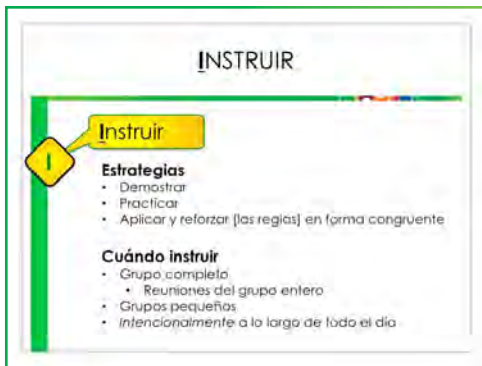 INSTRUIR
Instruir
I
Estrategias
• Demostrar
• Practicar
• Aplicar y reforzar (las reglas) en forma congruente
Cuándo instruir
• Grupo completo
• Reuniones del grupo entero
• Grupos pequeños
• Intencionalmente a lo largo de todo el día